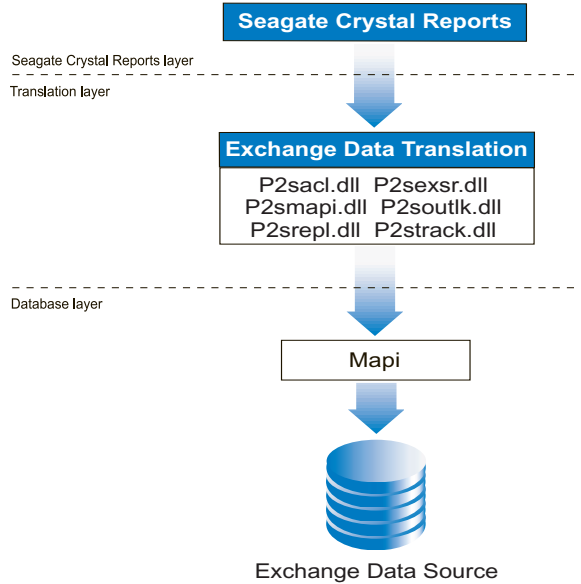 Seagate Crystal Reports
Seagate Crystal Reports layer
Translation layer
Exchange Data Translation
P2sacl.dll P2sexsr.dll
P2smapi.dll P2soutlk.dll
P2srepl.dll P2strack.dll
Database layer
Mapi
Exchange Data Source